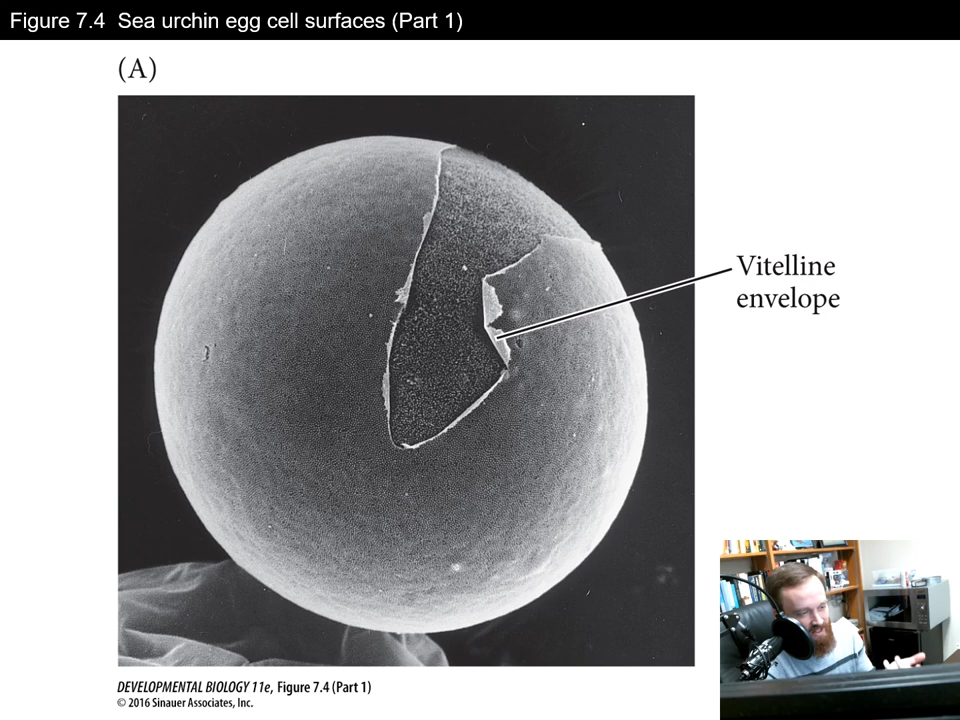 Figure 7.4  Sea urchin egg cell surfaces (Part 1)
(A)
Vitelline
envelope
DEVELOPMENTAL BIOLOGY 11e, Figure 7.4 (Part 1)
© 2016 Sinauer Associates, Inc.